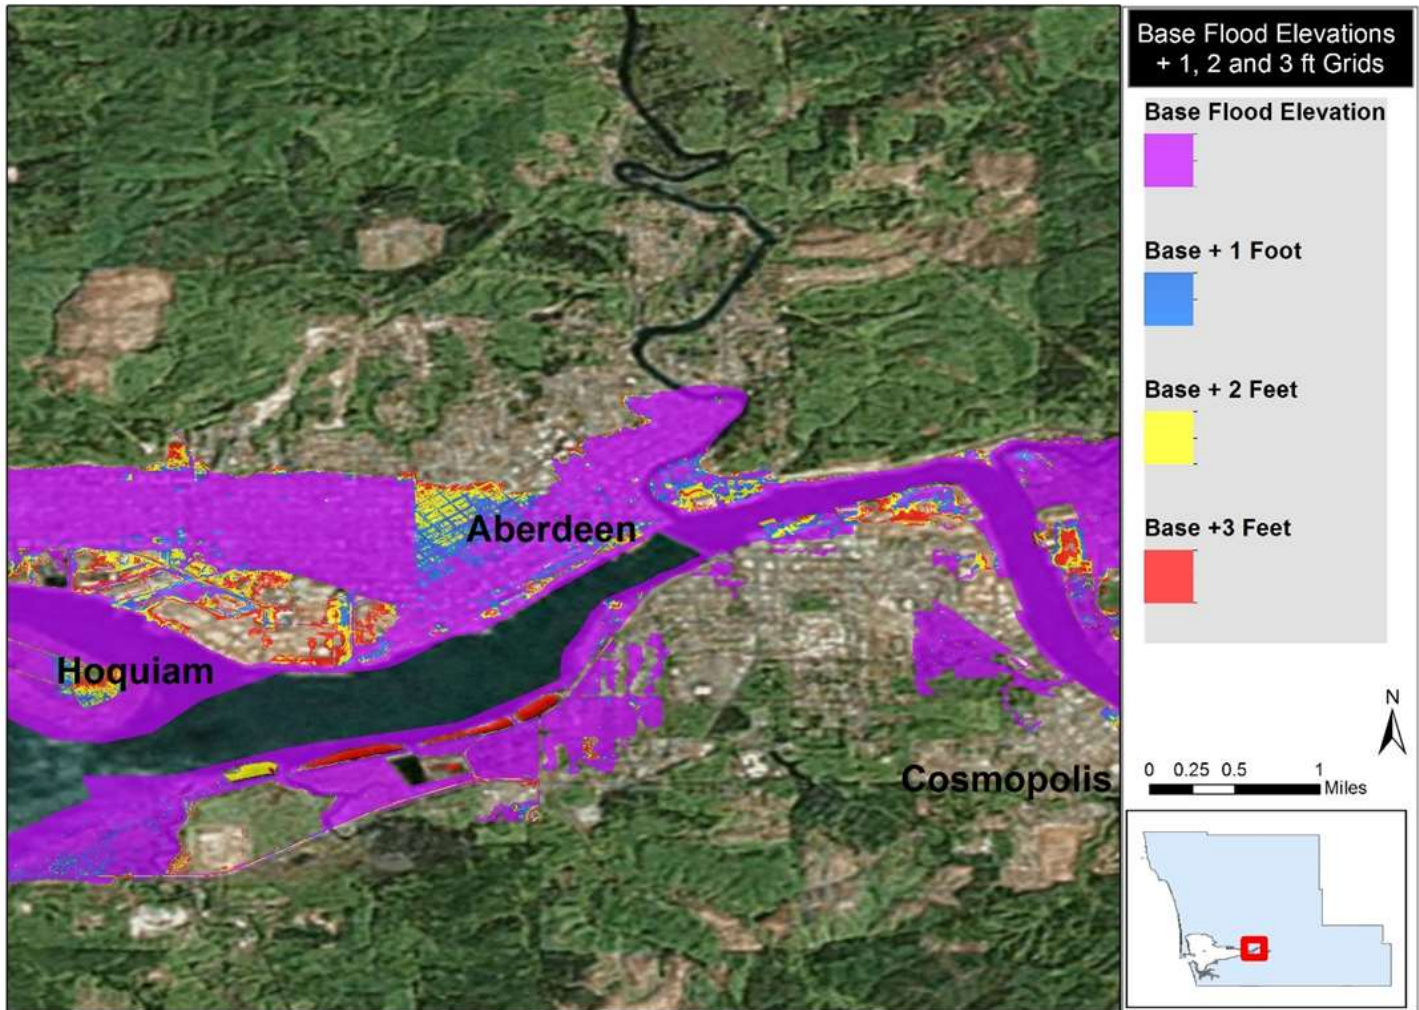 Base Flood Elevations
+ 1, 2 and 3 ft Grids
Base Flood Elevation
Base + 1 Foot
Base + 2 Feet
Base +3 Feet
Aberdeen
Hoquiam
Cosmopolis
N
0 0.25 0.5 1
Miles